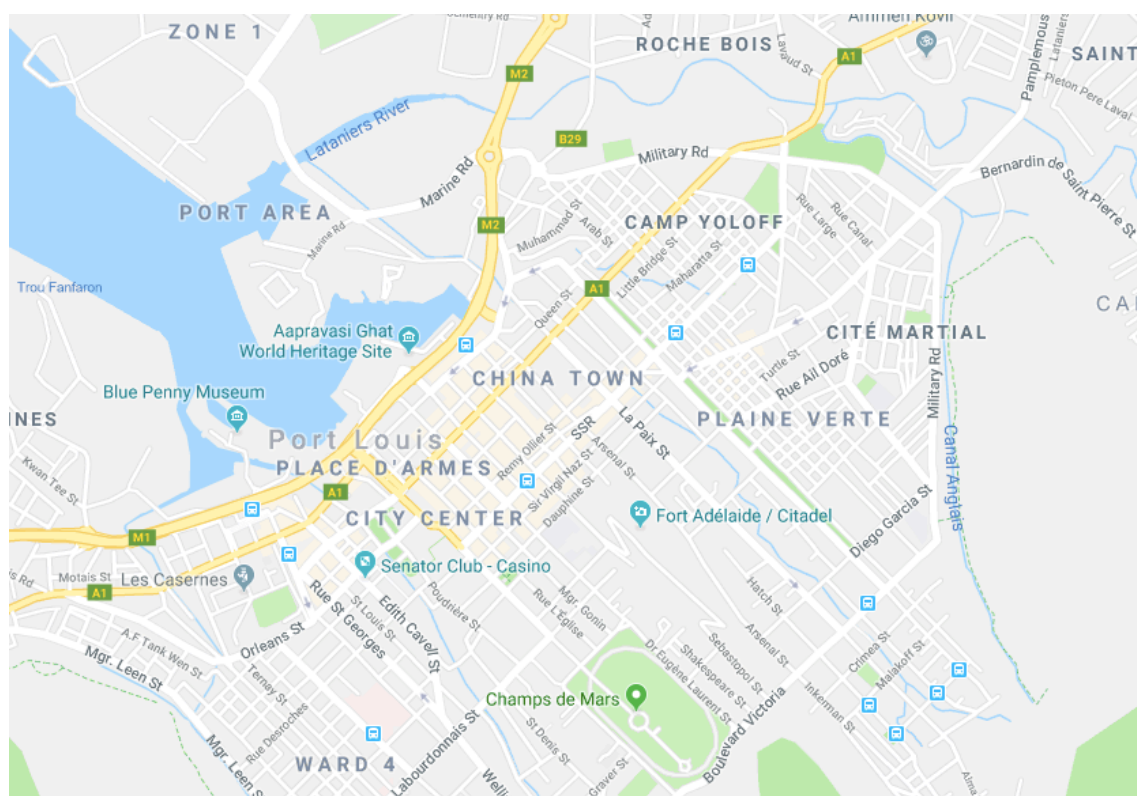 ZONE 1
M2
ROCHE BOIS
Lavaud St
A1
SAINT
Pieton Pere Laval
Lataniers River
B29
Military Rd
Marine Rd
Bernardin de Saint Pierre St
PORT AREA
Marine Rd
M2
Muhammad St
Arab St
CAMP YOLOFF
Rue Large
Rue Canal
Little Bridge St
Maharatta St
Trou Fanfaron
A1
Queen St
Aapravasi Ghat
World Heritage Site
CITÉ MARTIAL
Turtle St
Rue Ail Doré
Military Rd
CHINA TOWN
Blue Penny Museum
PLAINE VERTE
La Paix St
SSR
Remy Ollier St
Arsenal St
Port Louis
PLACE D'ARMES
Kwan Tee St
Sir Virgil Naz St
Dauphine St
Canal Anglais
A1
CITY CENTER
Fort Adélaide / Citadel
Diego Garcia St
M1
Senator Club - Casino
Les Casernes
Motais St
A1
Poudrière St
Rue L'Église
Mgr. Gonin
Hatch St
Arsenal St
Rue St Georges
St Louis St
Edith Cavell St
Orleans St
A.F Tank Wen St
Mgr. Leen St
Ternay St
Dr Eugène Laurent St
Shakespeare St
Sebastopol St
Crimea St
Malakoff St
Inkerman St
Champs de Mars
Boulevard Victoria
Rue Desroches
St Denis St
Labourdonnais St
Graver St
Mgr. Leen St
WARD 4